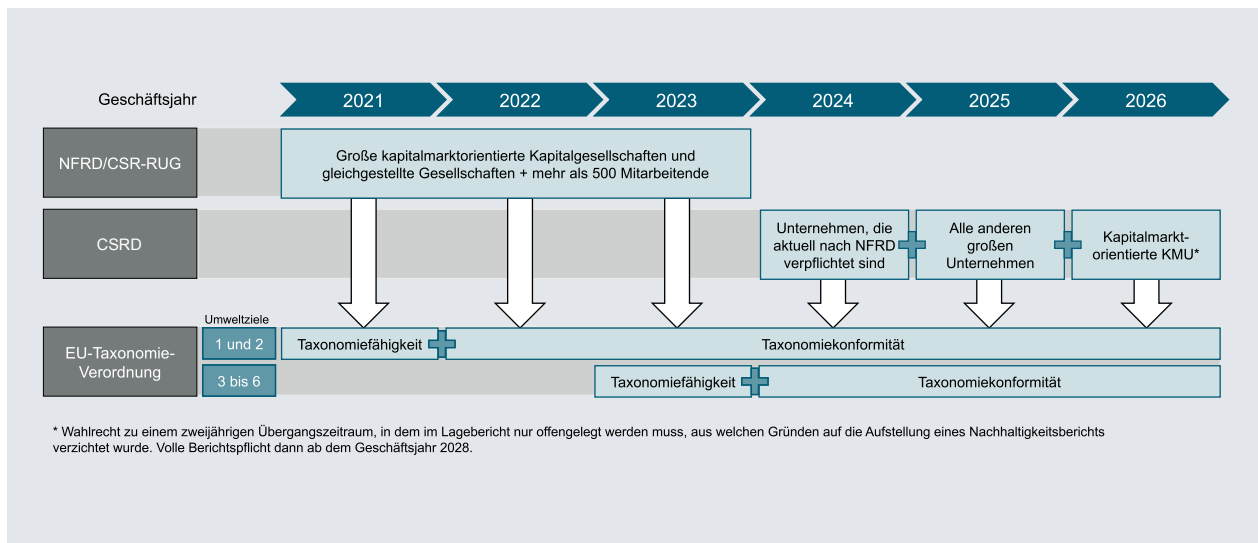 Geschäftsjahr
2021
2022
2023
2024
2025
2026
NFRD/CSR-RUG
Große kapitalmarktorientierte Kapitalgesellschaften und
gleichgestellte Gesellschaften + mehr als 500 Mitarbeitende
CSRD
Unternehmen, die
aktuell nach NFRD
verpflichtet sind
Alle anderen
großen
Unternehmen
Kapitalmarkt-
orientierte KMU*
EU-Taxonomie-
Verordnung
Umweltziele
1 und 2
Taxonomiefähigkeit
Taxonomiekonformität
3 bis 6
Taxonomiefähigkeit
Taxonomiekonformität
* Wahlrecht zu einem zweijährigen Übergangszeitraum, in dem im Lagebericht nur offengelegt werden muss, aus welchen Gründen auf die Aufstellung eines Nachhaltigkeitsberichts
verzichtet wurde. Volle Berichtspflicht dann ab dem Geschäftsjahr 2028.